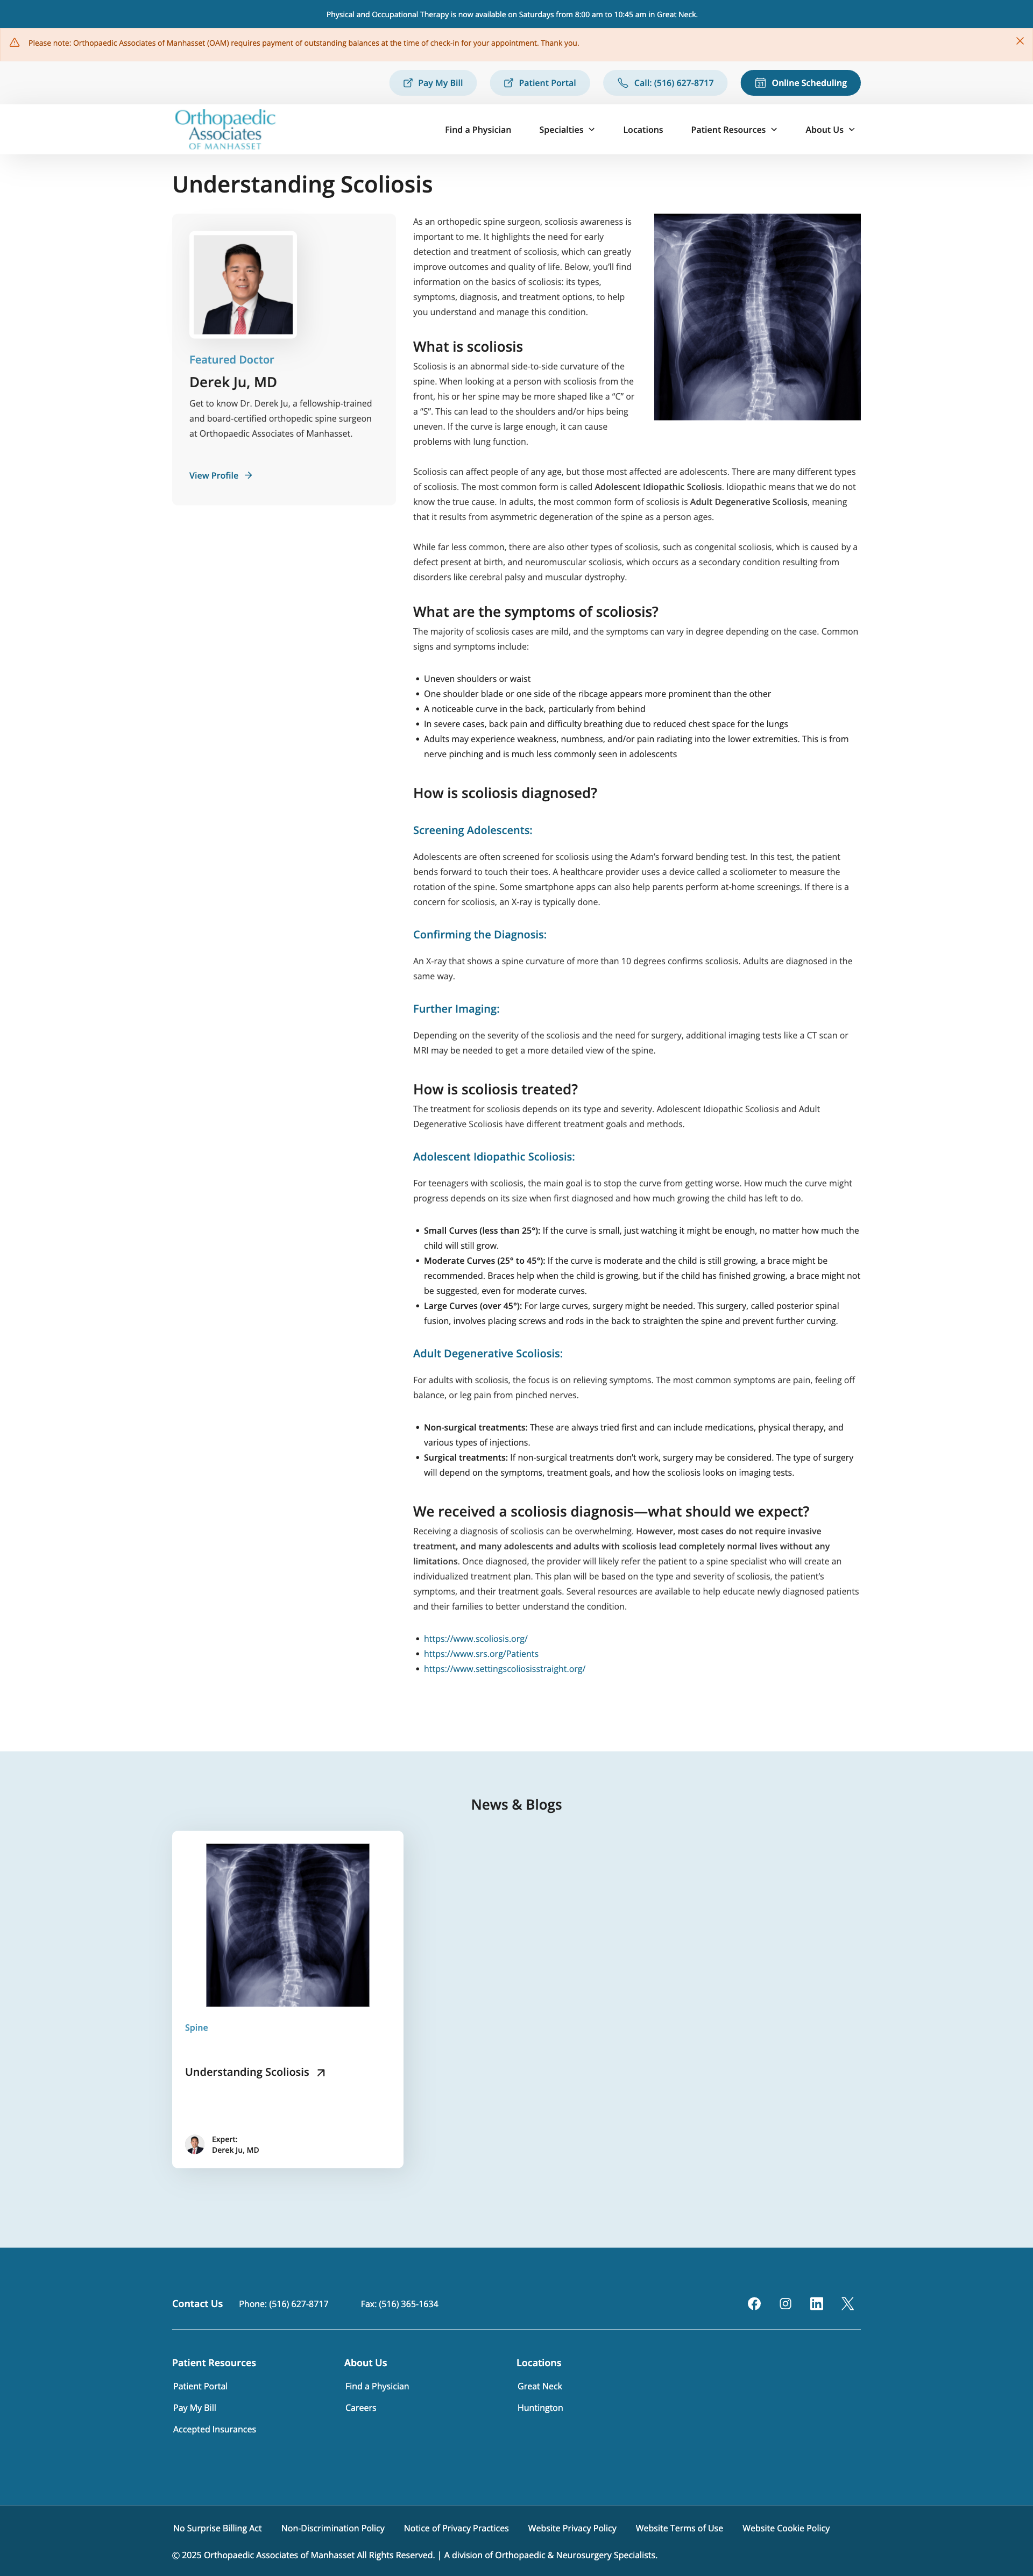 Physical and Occupational Therapy is now available on Saturdays from 8:00 am to 10:45 am in Great Neck.
Please note: Orthopaedic Associates of Manhasset (OAM) requires payment of outstanding balances at the time of check-in for your appointment. Thank you.
Pay My Bill
Patient Portal
Call: (516) 627-8717
31
Online Scheduling
Orthopaedic
Associates
OF MANHASSET
Find a Physician
Specialties
Locations
Patient Resources
About Us
Understanding Scoliosis
Featured Doctor
Derek Ju, MD
Get to know Dr. Derek Ju, a fellowship-trained
and board-certified orthopedic spine surgeon
at Orthopaedic Associates of Manhasset.
View Profile
As an orthopedic spine surgeon, scoliosis awareness is
important to me. It highlights the need for early
detection and treatment of scoliosis, which can greatly
improve outcomes and quality of life. Below, you'll find
information on the basics of scoliosis: its types,
symptoms, diagnosis, and treatment options, to help
you understand and manage this condition.
What is scoliosis
Scoliosis is an abnormal side-to-side curvature of the
spine. When looking at a person with scoliosis from the
front, his or her spine may be more shaped like a “C” or
a “S”. This can lead to the shoulders and/or hips being
uneven. If the curve is large enough, it can cause
problems with lung function.
Scoliosis can affect people of any age, but those most affected are adolescents. There are many different types
of scoliosis. The most common form is called Adolescent Idiopathic Scoliosis. Idiopathic means that we do not
know the true cause. In adults, the most common form of scoliosis is Adult Degenerative Scoliosis, meaning
that it results from asymmetric degeneration of the spine as a person ages.
While far less common, there are also other types of scoliosis, such as congenital scoliosis, which is caused by a
defect present at birth, and neuromuscular scoliosis, which occurs as a secondary condition resulting from
disorders like cerebral palsy and muscular dystrophy.
What are the symptoms of scoliosis?
The majority of scoliosis cases are mild, and the symptoms can vary in degree depending on the case. Common
signs and symptoms include:
• Uneven shoulders or waist
• One shoulder blade or one side of the ribcage appears more prominent than the other
• A noticeable curve in the back, particularly from behind
• In severe cases, back pain and difficulty breathing due to reduced chest space for the lungs
• Adults may experience weakness, numbness, and/or pain radiating into the lower extremities. This is from
nerve pinching and is much less commonly seen in adolescents
How is scoliosis diagnosed?
Screening Adolescents:
Adolescents are often screened for scoliosis using the Adam's forward bending test. In this test, the patient
bends forward to touch their toes. A healthcare provider uses a device called a scoliometer to measure the
rotation of the spine. Some smartphone apps can also help parents perform at-home screenings. If there is a
concern for scoliosis, an X-ray is typically done.
Confirming the Diagnosis:
An X-ray that shows a spine curvature of more than 10 degrees confirms scoliosis. Adults are diagnosed in the
same way.
Further Imaging:
Depending on the severity of the scoliosis and the need for surgery, additional imaging tests like a CT scan or
MRI may be needed to get a more detailed view of the spine.
How is scoliosis treated?
The treatment for scoliosis depends on its type and severity. Adolescent Idiopathic Scoliosis and Adult
Degenerative Scoliosis have different treatment goals and methods.
Adolescent Idiopathic Scoliosis:
For teenagers with scoliosis, the main goal is to stop the curve from getting worse. How much the curve might
progress depends on its size when first diagnosed and how much growing the child has left to do.
• Small Curves (less than 25°): If the curve is small, just watching it might be enough, no matter how much the
child will still grow.
• Moderate Curves (25° to 45°): If the curve is moderate and the child is still growing, a brace might be
recommended. Braces help when the child is growing, but if the child has finished growing, a brace might not
be suggested, even for moderate curves.
• Large Curves (over 45°): For large curves, surgery might be needed. This surgery, called posterior spinal
fusion, involves placing screws and rods in the back to straighten the spine and prevent further curving.
Adult Degenerative Scoliosis:
For adults with scoliosis, the focus is on relieving symptoms. The most common symptoms are pain, feeling off
balance, or leg pain from pinched nerves.
• Non-surgical treatments: These are always tried first and can include medications, physical therapy, and
various types of injections.
• Surgical treatments: If non-surgical treatments don't work, surgery may be considered. The type of surgery
will depend on the symptoms, treatment goals, and how the scoliosis looks on imaging tests.
We received a scoliosis diagnosis—what should we expect?
Receiving a diagnosis of scoliosis can be overwhelming. However, most cases do not require invasive
treatment, and many adolescents and adults with scoliosis lead completely normal lives without any
limitations. Once diagnosed, the provider will likely refer the patient to a spine specialist who will create an
individualized treatment plan. This plan will be based on the type and severity of scoliosis, the patient's
symptoms, and their treatment goals. Several resources are available to help educate newly diagnosed patients
and their families to better understand the condition.
• https://www.scoliosis.org/
• https://www.srs.org/Patients
• https://www.settingscoliosisstraight.org/
News & Blogs
Spine
Understanding Scoliosis
Expert:
Derek Ju, MD
Contact Us
Phone: (516) 627-8717
Fax: (516) 365-1634
Patient Resources
Patient Portal
Pay My Bill
Accepted Insurances
About Us
Find a Physician
Careers
Locations
Great Neck
Huntington
No Surprise Billing Act
Non-Discrimination Policy
Notice of Privacy Practices
Website Privacy Policy
Website Terms of Use
Website Cookie Policy
© 2025 Orthopaedic Associates of Manhasset All Rights Reserved. | A division of Orthopaedic & Neurosurgery Specialists.